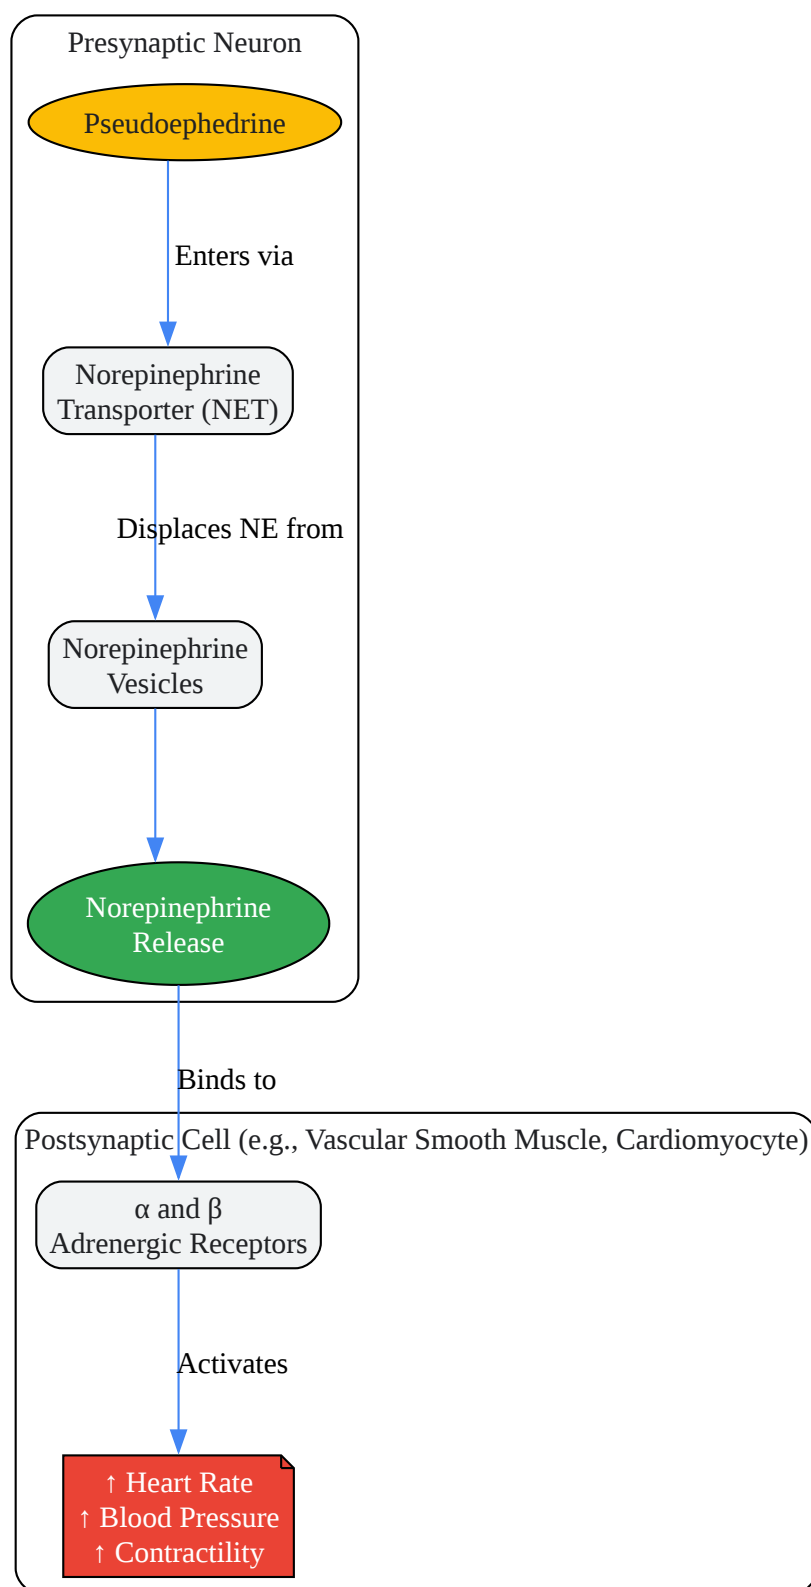 Presynaptic Neuron
Pseudoephedrine
Enters via
Norepinephrine
Transporter (NET)
Displaces NE from
Norepinephrine
Vesicles
Norepinephrine
Release
Binds to
Postsynaptic Cell (e.g., Vascular Smooth Muscle, Cardiomyocyte)
α and β
Adrenergic Receptors
Activates
↑ Heart Rate
↑ Blood Pressure
↑ Contractility